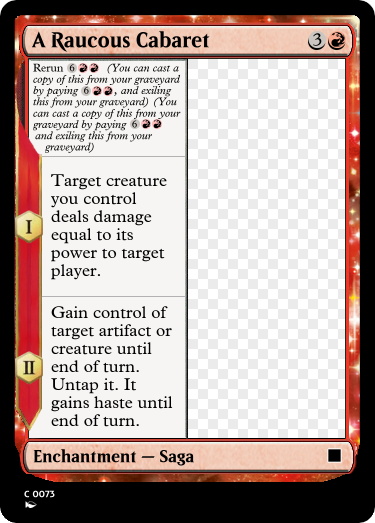 A Raucous Cabaret 3
Rerun 6 (You can cast a
copy of this from your graveyard
by paying 6, and exiling
this from your graveyard) (You
can cast a copy of this from your
graveyard by paying 6
and exiling this from your
graveyard)
I
Target creature
you control
deals damage
equal to its
power to target
player.
II
Gain control of
target artifact or
creature until
end of turn.
Untap it. It
gains haste until
end of turn.
Enchantment — Saga
C 0073